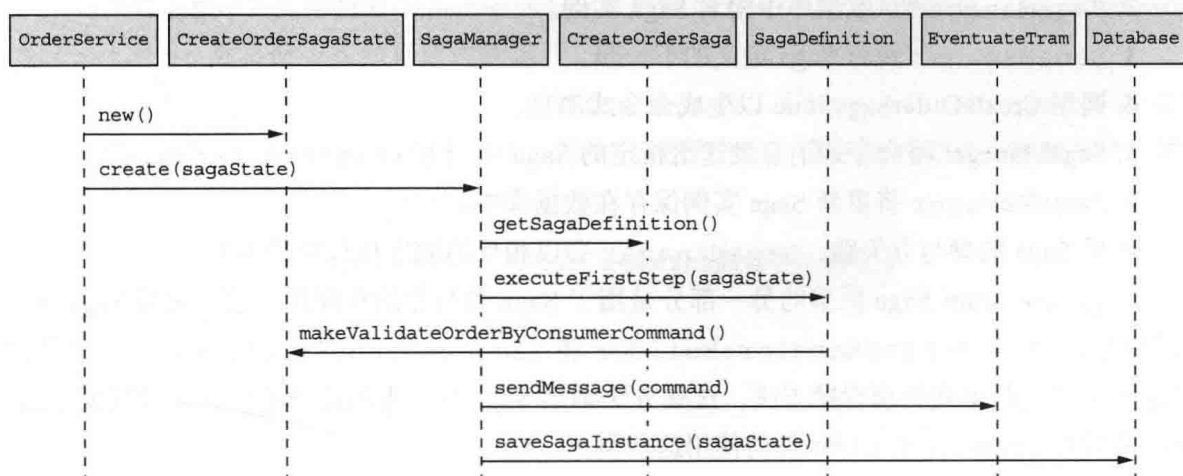 OrderService
CreateOrderSagaState
SagaManager
CreateOrderSaga
SagaDefinition
EventuateTram
Database
new()
create(sagaState)
getSagaDefinition()
executeFirstStep(sagaState)
makeValidateOrderByConsumerCommand()
sendMessage(command)
saveSagaInstance(sagaState)